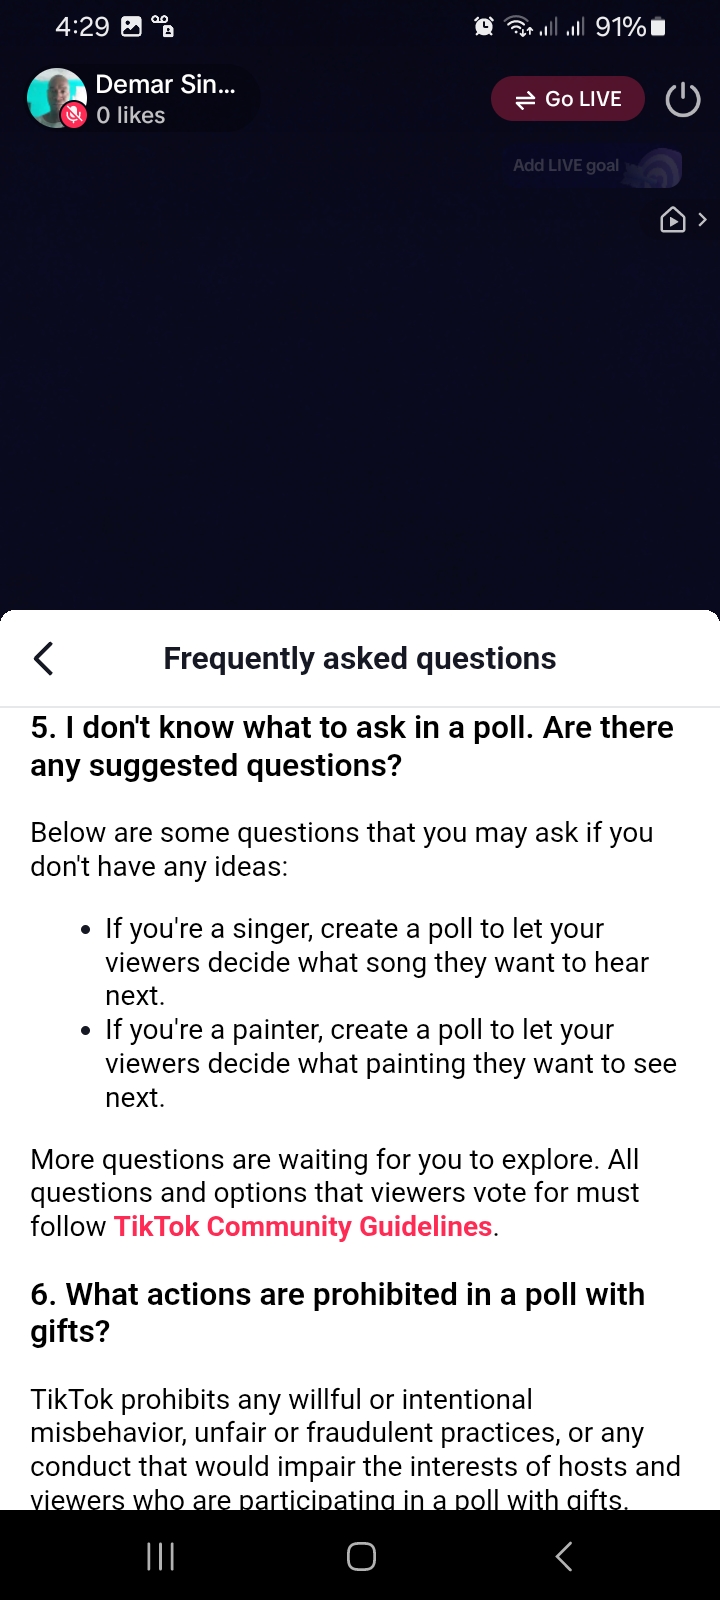 4:29
91%
Demar Sin...
0 likes
Go LIVE
Add LIVE goal
Frequently asked questions
5. I don't know what to ask in a poll. Are there
any suggested questions?
Below are some questions that you may ask if you
don't have any ideas:
• If you're a singer, create a poll to let your
viewers decide what song they want to hear
next.
• If you're a painter, create a poll to let your
viewers decide what painting they want to see
next.
More questions are waiting for you to explore. All
questions and options that viewers vote for must
follow TikTok Community Guidelines.
6. What actions are prohibited in a poll with
gifts?
TikTok prohibits any willful or intentional
misbehavior, unfair or fraudulent practices, or any
conduct that would impair the interests of hosts and
viewers who are participating in a poll with gifts.